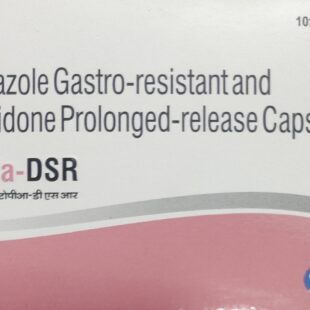 10
azole Gastro-resistant and
idone Prolonged-release Caps
a-DSR
टोपीआ-डी एस आर